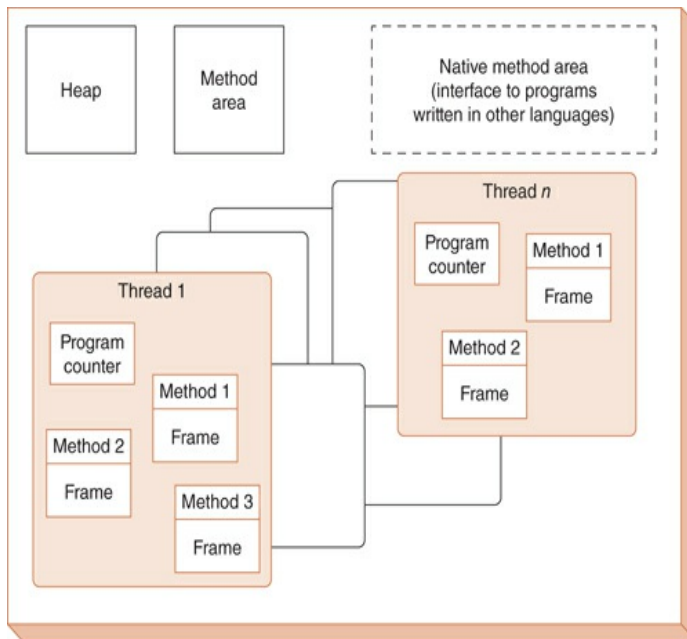 Heap
Method
area
Native method area
(interface to programs
written in other languages)
Thread n
Program
counter
Method 1
Frame
Method 2
Frame
Thread 1
Program
counter
Method 1
Frame
Method 2
Frame
Method 3
Frame